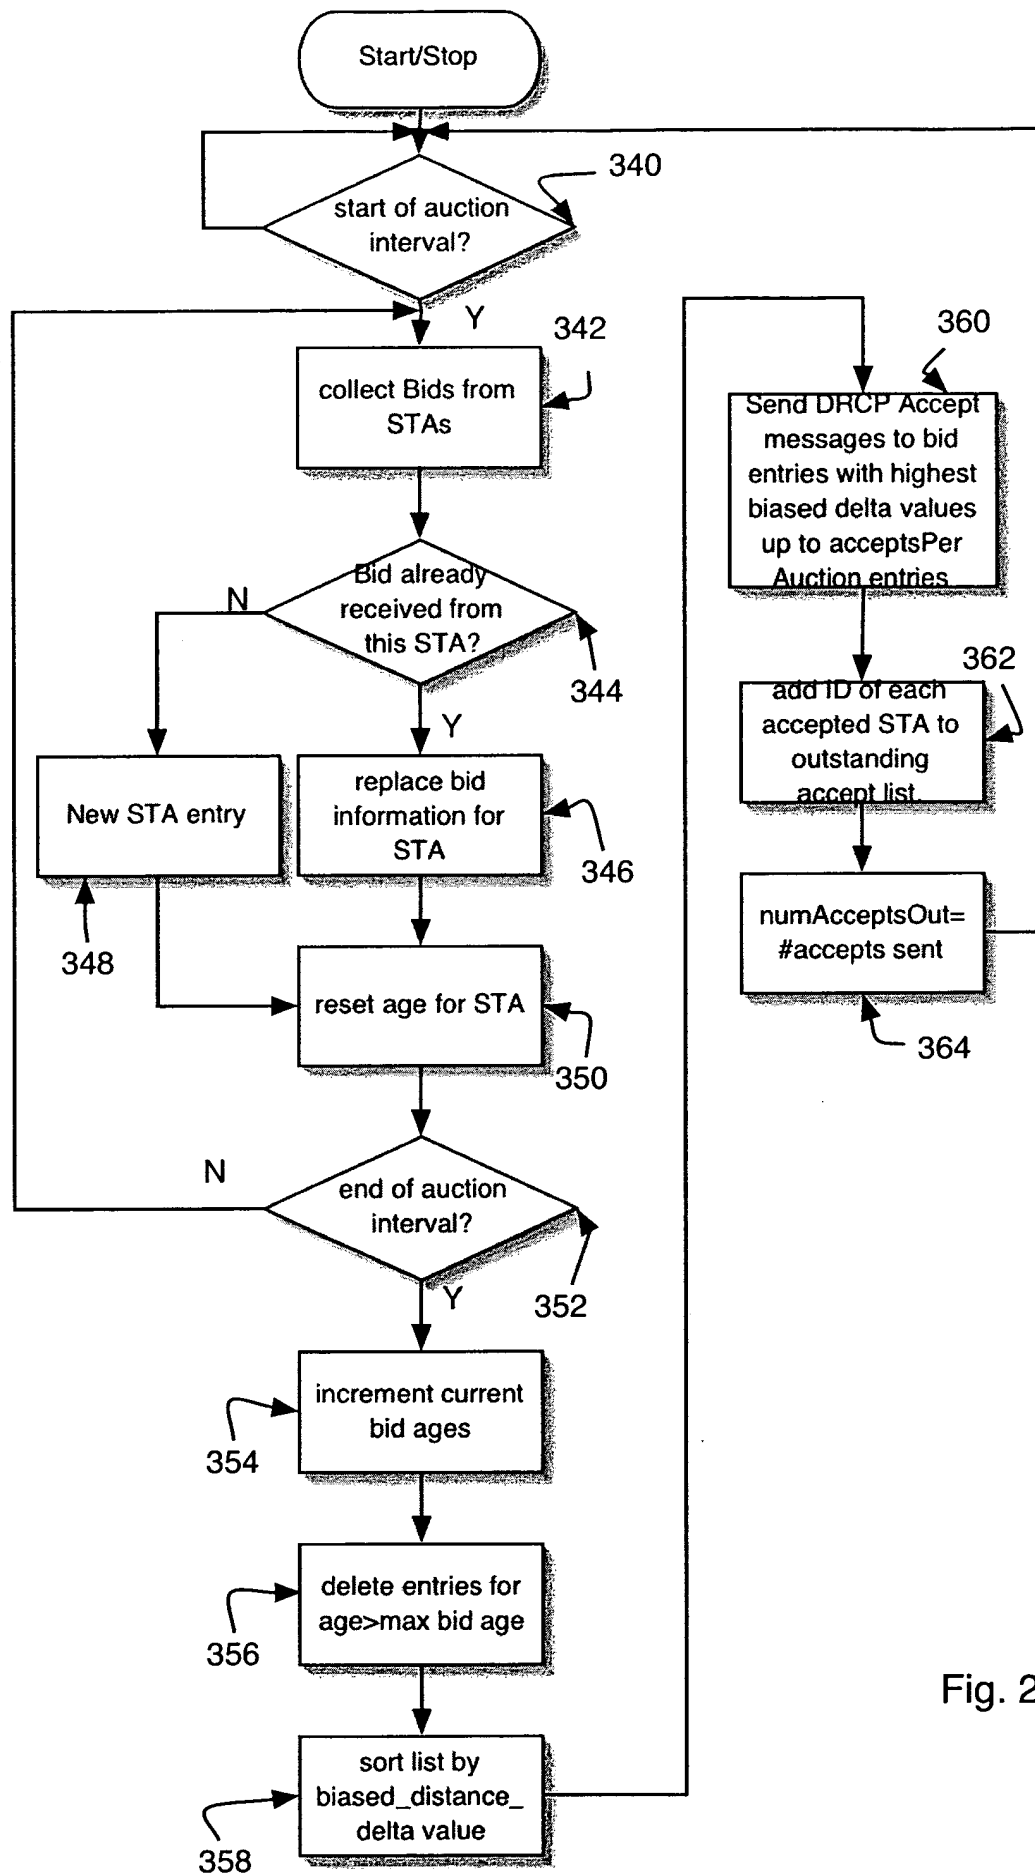 Start/Stop
340
start of auction
interval?
Y
342
collect Bids from
STAs
Bid already
received from
this STA?
N
344
Y
New STA entry
348
replace bid
information for
STA
346
reset age for STA
350
N
end of auction
interval?
352
Y
increment current
bid ages
354
delete entries for
age>max bid age
356
sort list by
biased_distance_
delta value
358
360
Send DRCP Accept
messages to bid
entries with highest
biased delta values
up to acceptsPer
Auction entries
362
add ID of each
accepted STA to
outstanding
accept list.
numAcceptsOut=
#accepts sent
364
Fig. 2